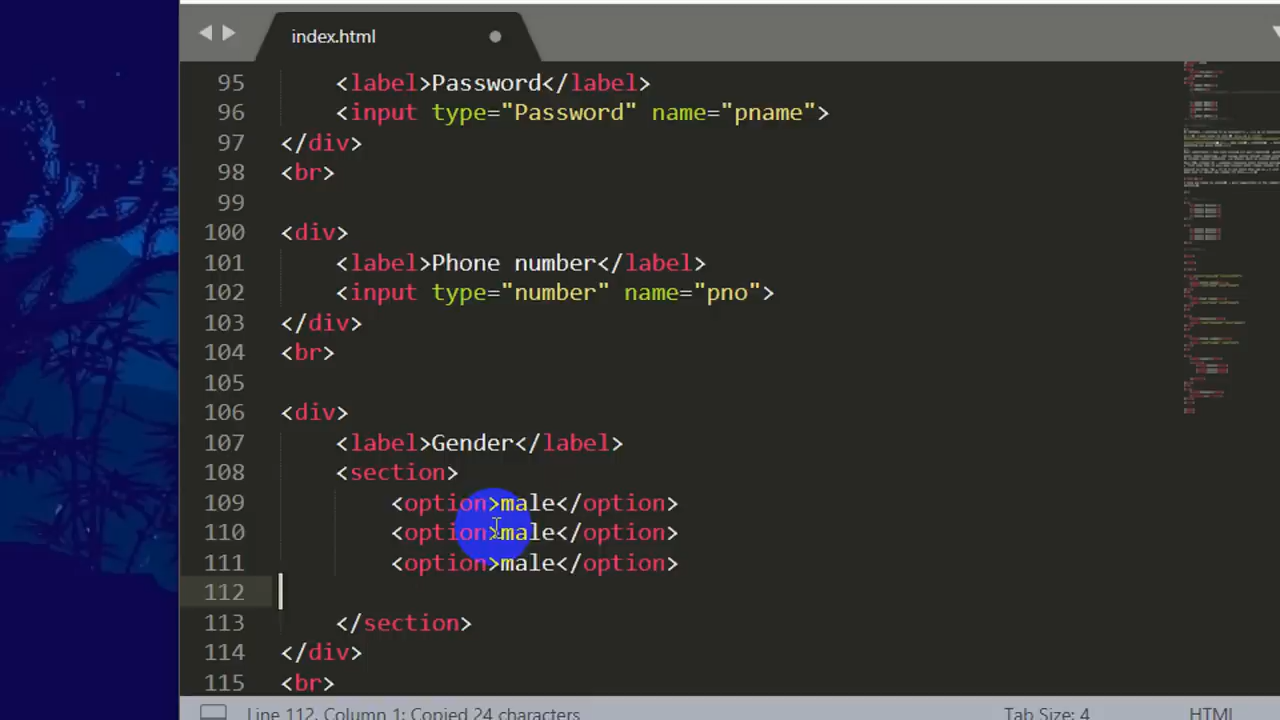 index.html
95 <label>Password</label>
96 <input type="Password" name="pname">
97 </div>
98 <br>
99
100 <div>
101 <label>Phone number</label>
102 <input type="number" name="pno">
103 </div>
104 <br>
105
106 <div>
107 <label>Gender</label>
108 <section>
109 <option>male</option>
110 <option>male</option>
111 <option>male</option>
112
113 </section>
114 </div>
115 <br>
Line 112, Column 1; Copied 24 characters Tab Size: 4 HTML